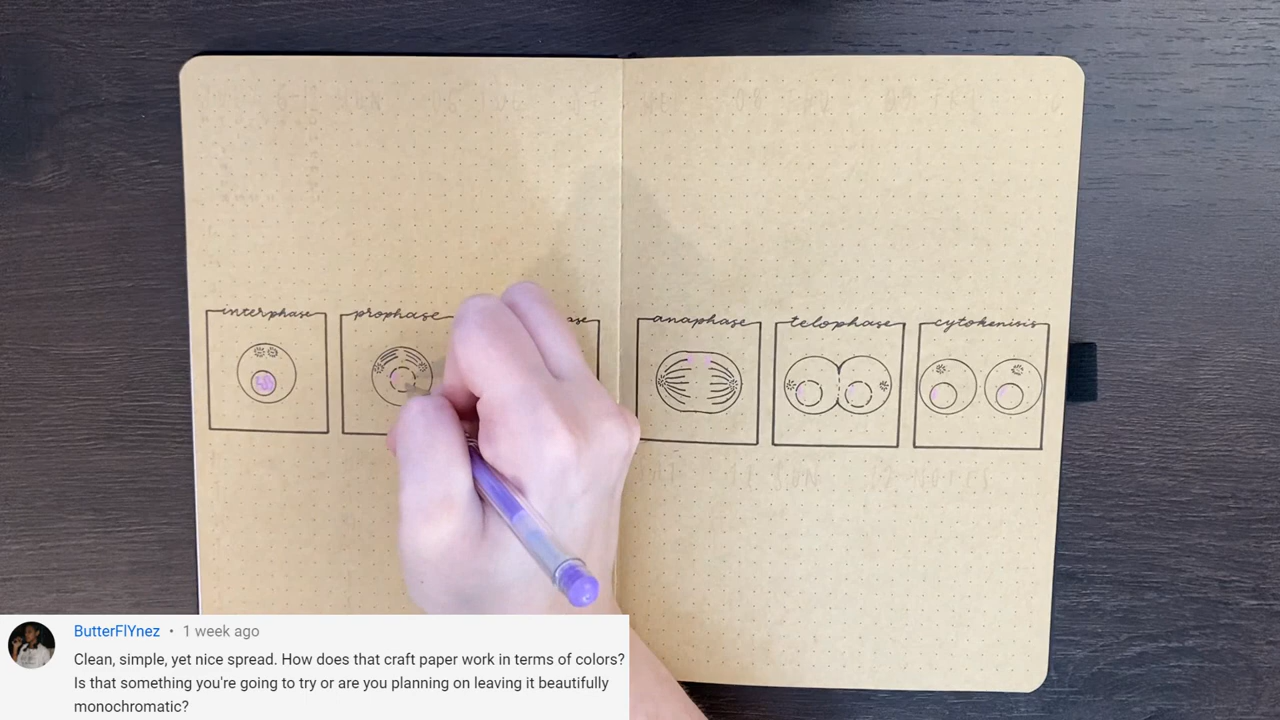 interphase
prophase
ase
anaphase
telophase
cytokenisis
ButterFlYnez • 1 week ago
Clean, simple, yet nice spread. How does that craft paper work in terms of colors?
Is that something you're going to try or are you planning on leaving it beautifully
monochromatic?